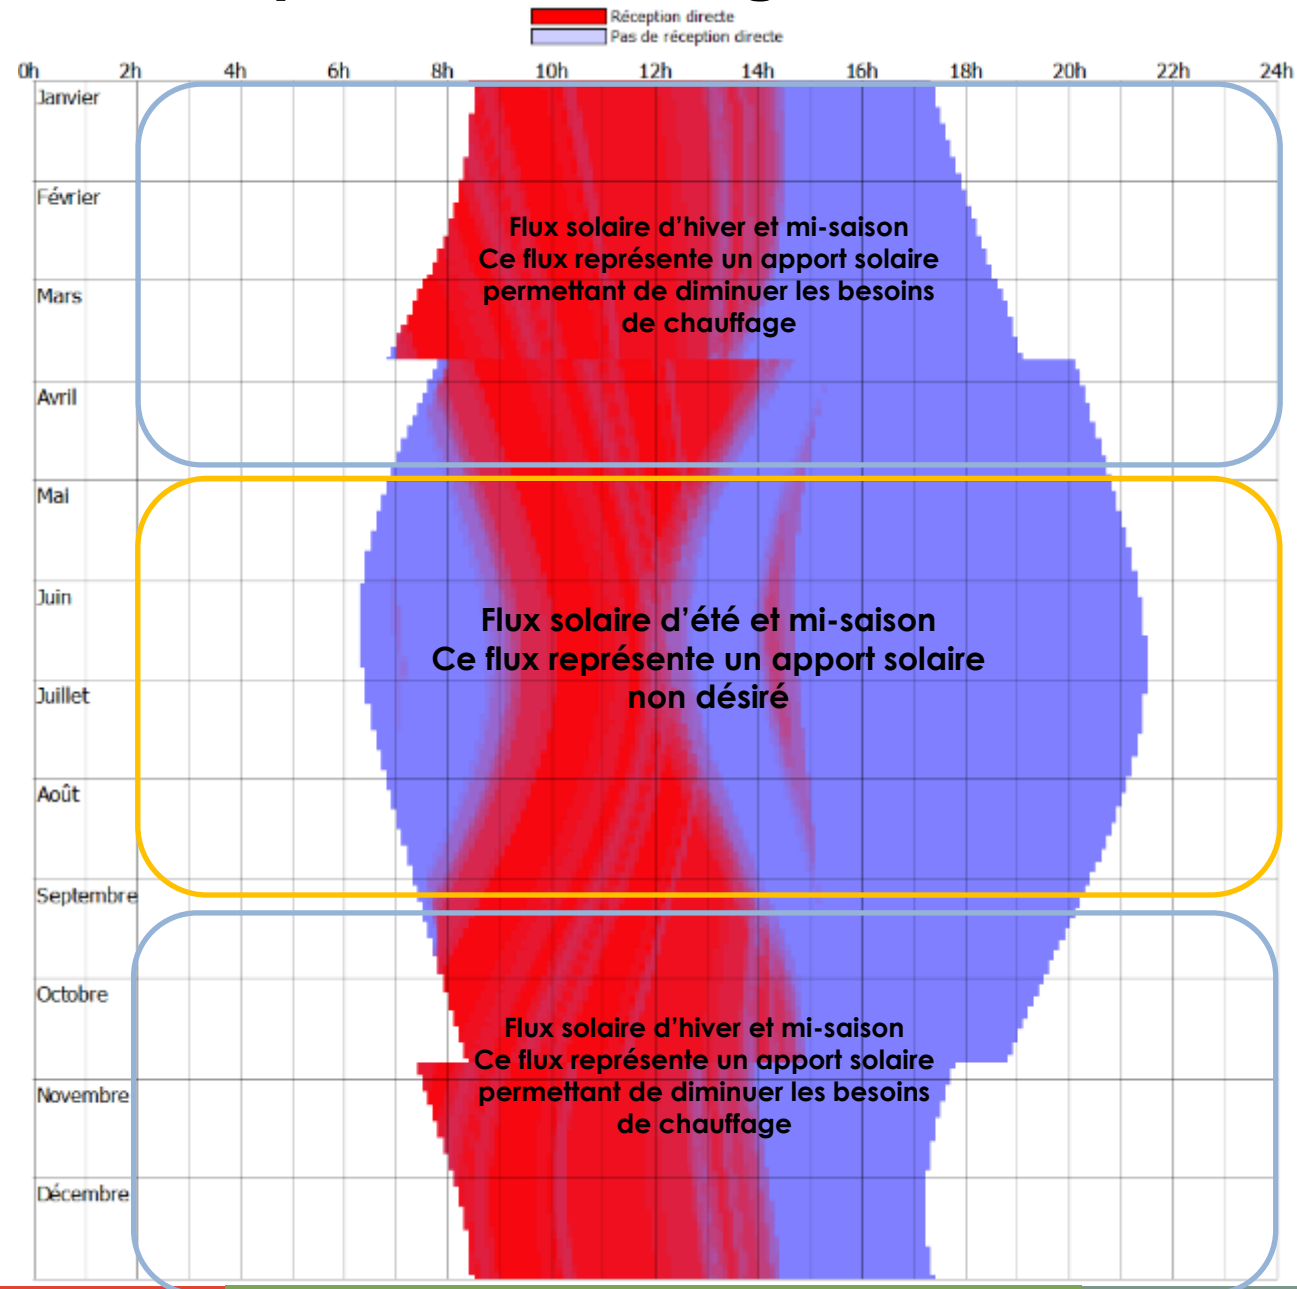 Réception directe
Pas de réception directe
0h 2h 4h 6h 8h 10h 12h 14h 16h 18h 20h 22h 24h
Janvier
Février
Flux solaire d’hiver et mi-saison
Ce flux représente un apport solaire
permettant de diminuer les besoins
de chauffage
Mars
Avril
Mai
Juin
Flux solaire d’été et mi-saison
Ce flux représente un apport solaire
non désiré
Juillet
Août
Septembre
Octobre
Flux solaire d’hiver et mi-saison
Ce flux représente un apport solaire
permettant de diminuer les besoins
de chauffage
Novembre
Décembre